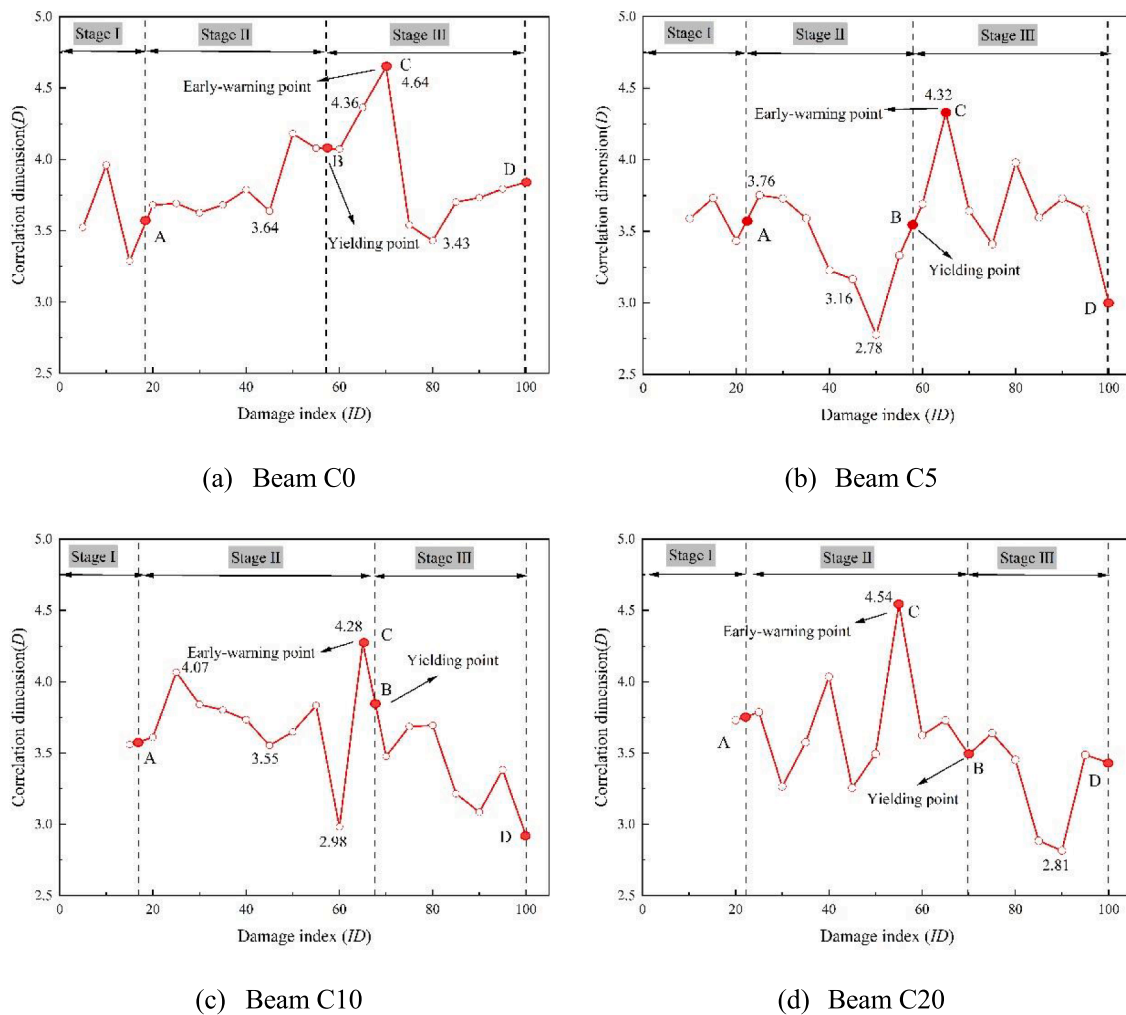 5.0
4.5
4.0
3.5
3.0
2.5
Corrclation dimension(D)
Stage I
Stage II
Stage III
Early-warning point
C
4.36
4.64
B
D
A
3.64
Yielding point
3.43
0
20
40
60
80
100
Damage index (ID)
(a) Beam C0
5.0
4.5
4.0
3.5
3.0
2.5
Corrclation dimension(D)
Stage I
Stage II
Stage III
4.32
Early-warning point
C
3.76
B
A
Yielding point
3.16
D
2.78
0
20
40
60
80
100
Damage index (ID)
(b) Beam C5
5.0
4.5
4.0
3.5
3.0
2.5
Corrclation dimension(D)
Stage I
Stage II
Stage III
4.28
C
Early-warning point
Yielding point
4.07
B
A
3.55
2.98
D
0
20
40
60
80
100
Damage index (ID)
(c) Beam C10
5.0
4.5
4.0
3.5
3.0
2.5
Corrclation dimension(D)
Stage I
Stage II
Stage III
4.54
C
Early-warning point
A
B
D
Yielding point
2.81
0
20
40
60
80
100
Damage index (ID)
(d) Beam C20